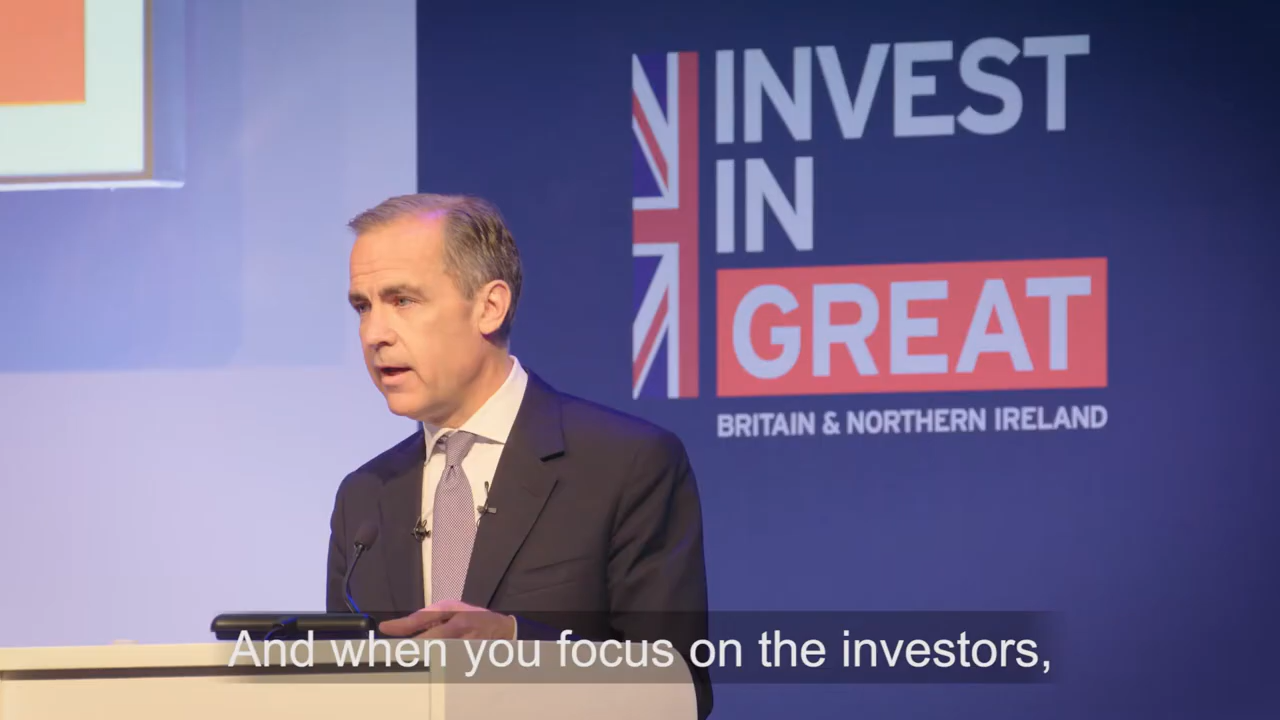 INVEST
IN
GREAT
BRITAIN & NORTHERN IRELAND
And when you focus on the investors,